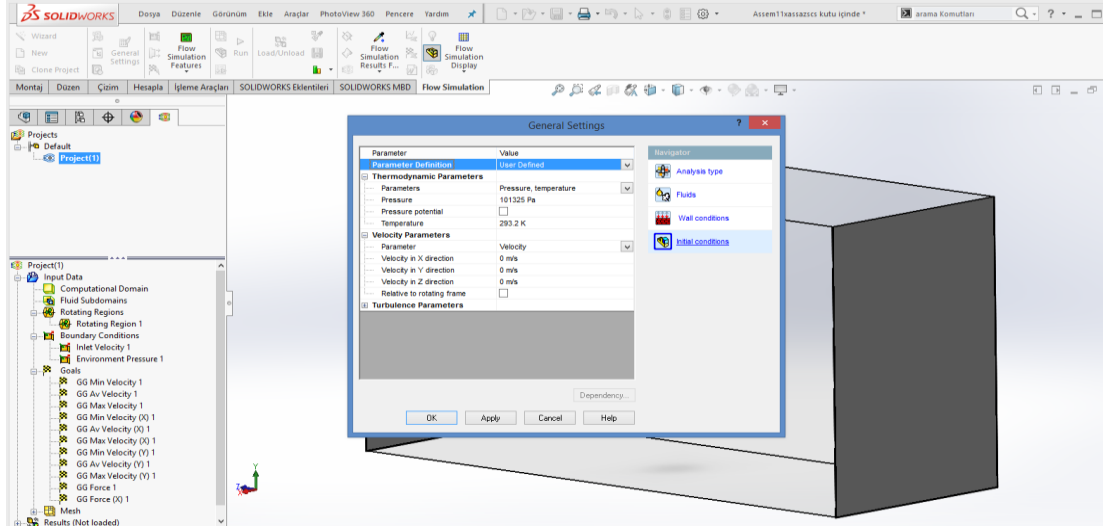 SOLIDWORKS Dosya Düzenle Görünüm Ekle Araçlar PhotoView 360 Pencere Yardım Assem11xassazscs kutu içinde * arama Komutları
Wizard
New
Clone Project
General Settings
Flow Simulation Features
Run
Load/Unload
Flow Simulation Results F...
Flow Simulation Display
Montaj Düzen Çizim Hesapla İşleme Araçları SOLIDWORKS Eklentileri SOLIDWORKS MBD Flow Simulation
Projects
Default
Project(1)
Project(1)
Input Data
Computational Domain
Fluid Subdomains
Rotating Regions
Rotating Region 1
Boundary Conditions
Inlet Velocity 1
Environment Pressure 1
Goals
GG Min Velocity 1
GG Av Velocity 1
GG Max Velocity 1
GG Min Velocity (X) 1
GG Av Velocity (X) 1
GG Max Velocity (X) 1
GG Min Velocity (Y) 1
GG Av Velocity (Y) 1
GG Max Velocity (Y) 1
GG Force 1
GG Force (X) 1
Mesh
Results (Not loaded)
General Settings ?
Parameter Value
Parameter Definition User Defined
Thermodynamic Parameters
Parameters Pressure, temperature
Pressure 101325 Pa
Pressure potential
Temperature 293.2 K
Velocity Parameters
Parameter Velocity
Velocity in X direction 0 m/s
Velocity in Y direction 0 m/s
Velocity in Z direction 0 m/s
Relative to rotating frame
Turbulence Parameters
Dependency...
OK Apply Cancel Help
Navigator
Analysis type
Fluids
Wall conditions
Initial conditions
Y